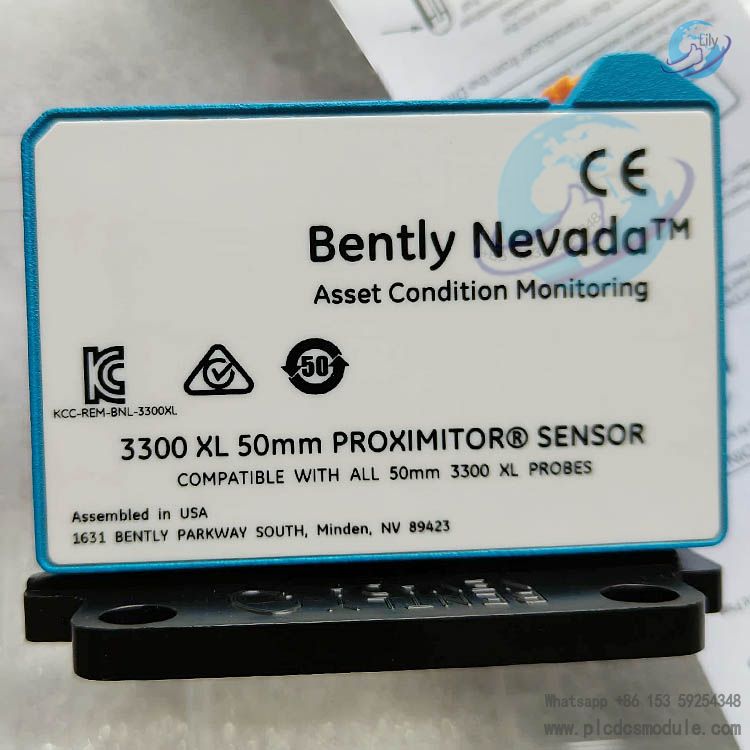 Lily
CE
Bently Nevada™
Asset Condition Monitoring
50
KCC-REM-BNL-3300XL
3300 XL 50mm PROXIMITOR® SENSOR
COMPATIBLE WITH ALL 50mm 3300 XL PROBES
Assembled in USA
1631 BENTLY PARKWAY SOUTH, Minden, NV 89423
Whatsapp +86 153 59254348
www.plcdcsmodule.com